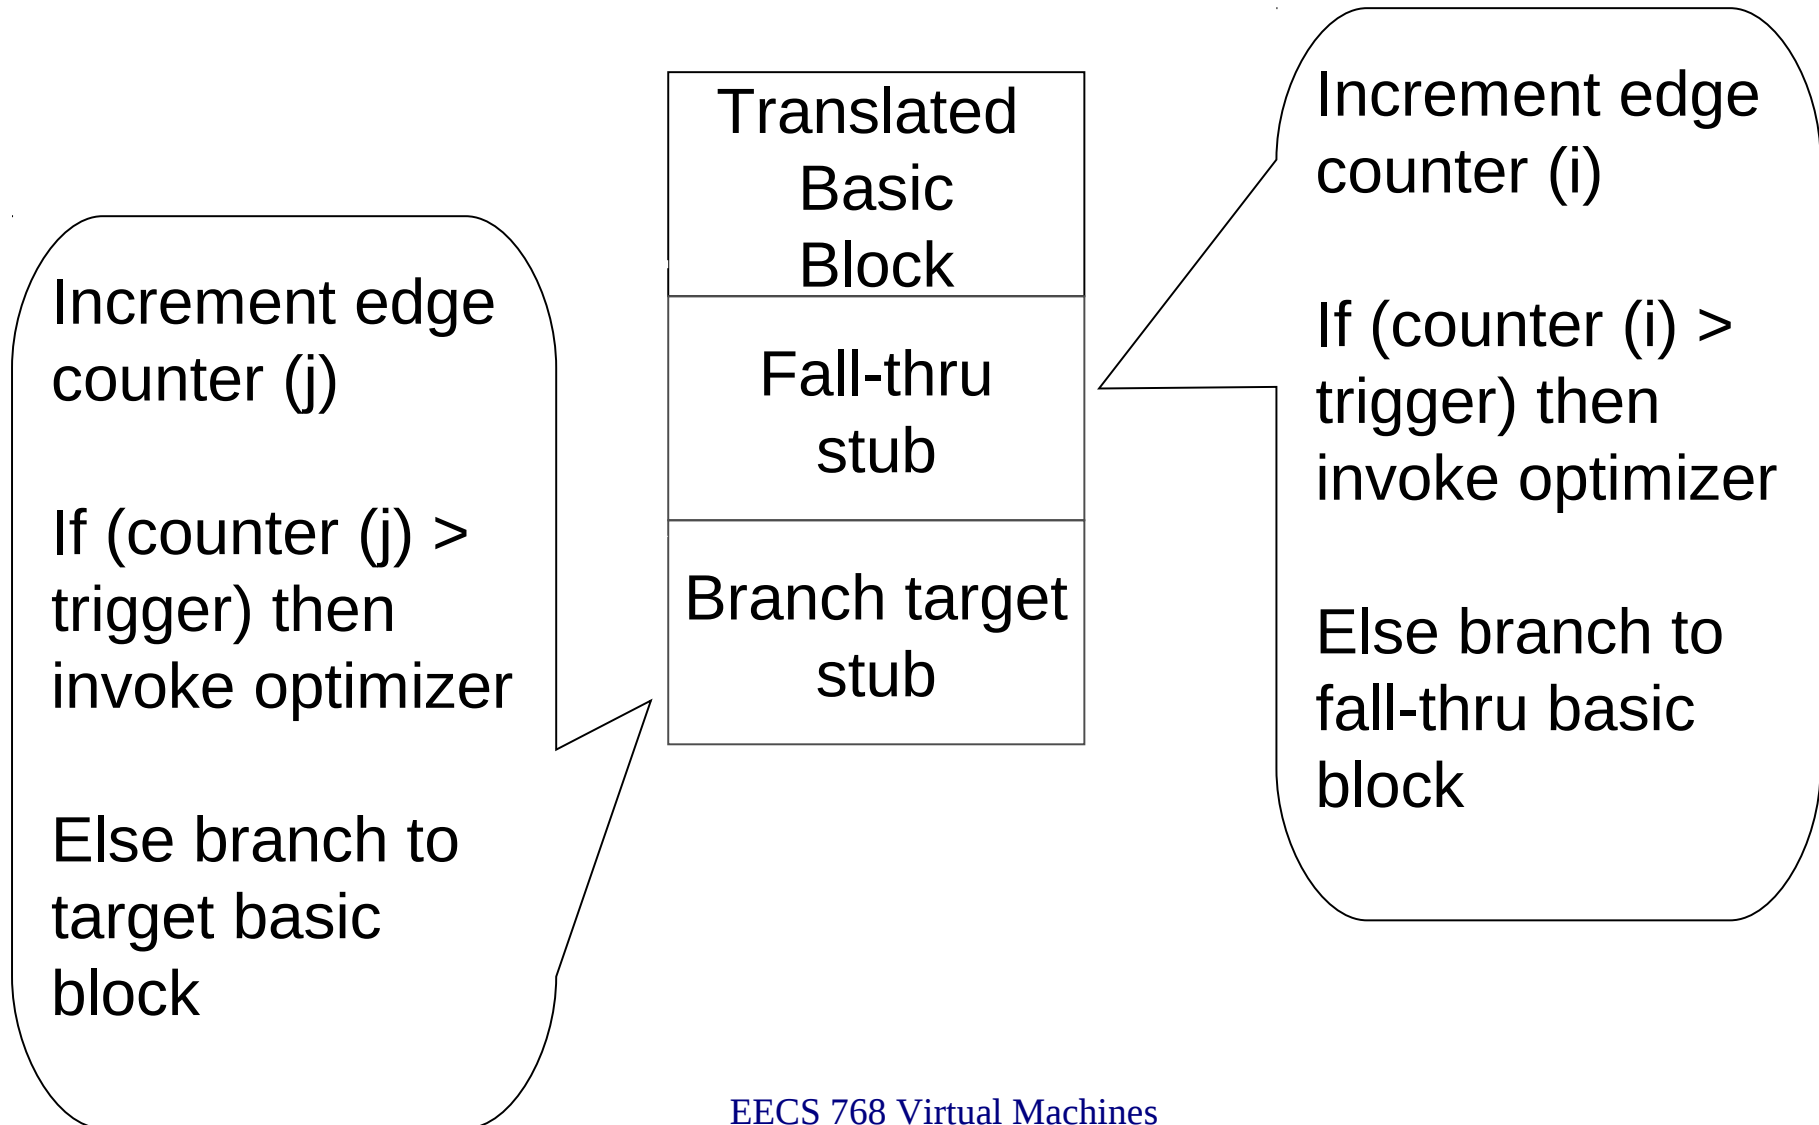 Translated
Basic
Block
Fall-thru
stub
Branch target
stub
Increment edge
counter (j)
If (counter (j) >
trigger) then
invoke optimizer
Else branch to
target basic
block
Increment edge
counter (i)
If (counter (i) >
trigger) then
invoke optimizer
Else branch to
fall-thru basic
block
EECS 768 Virtual Machines